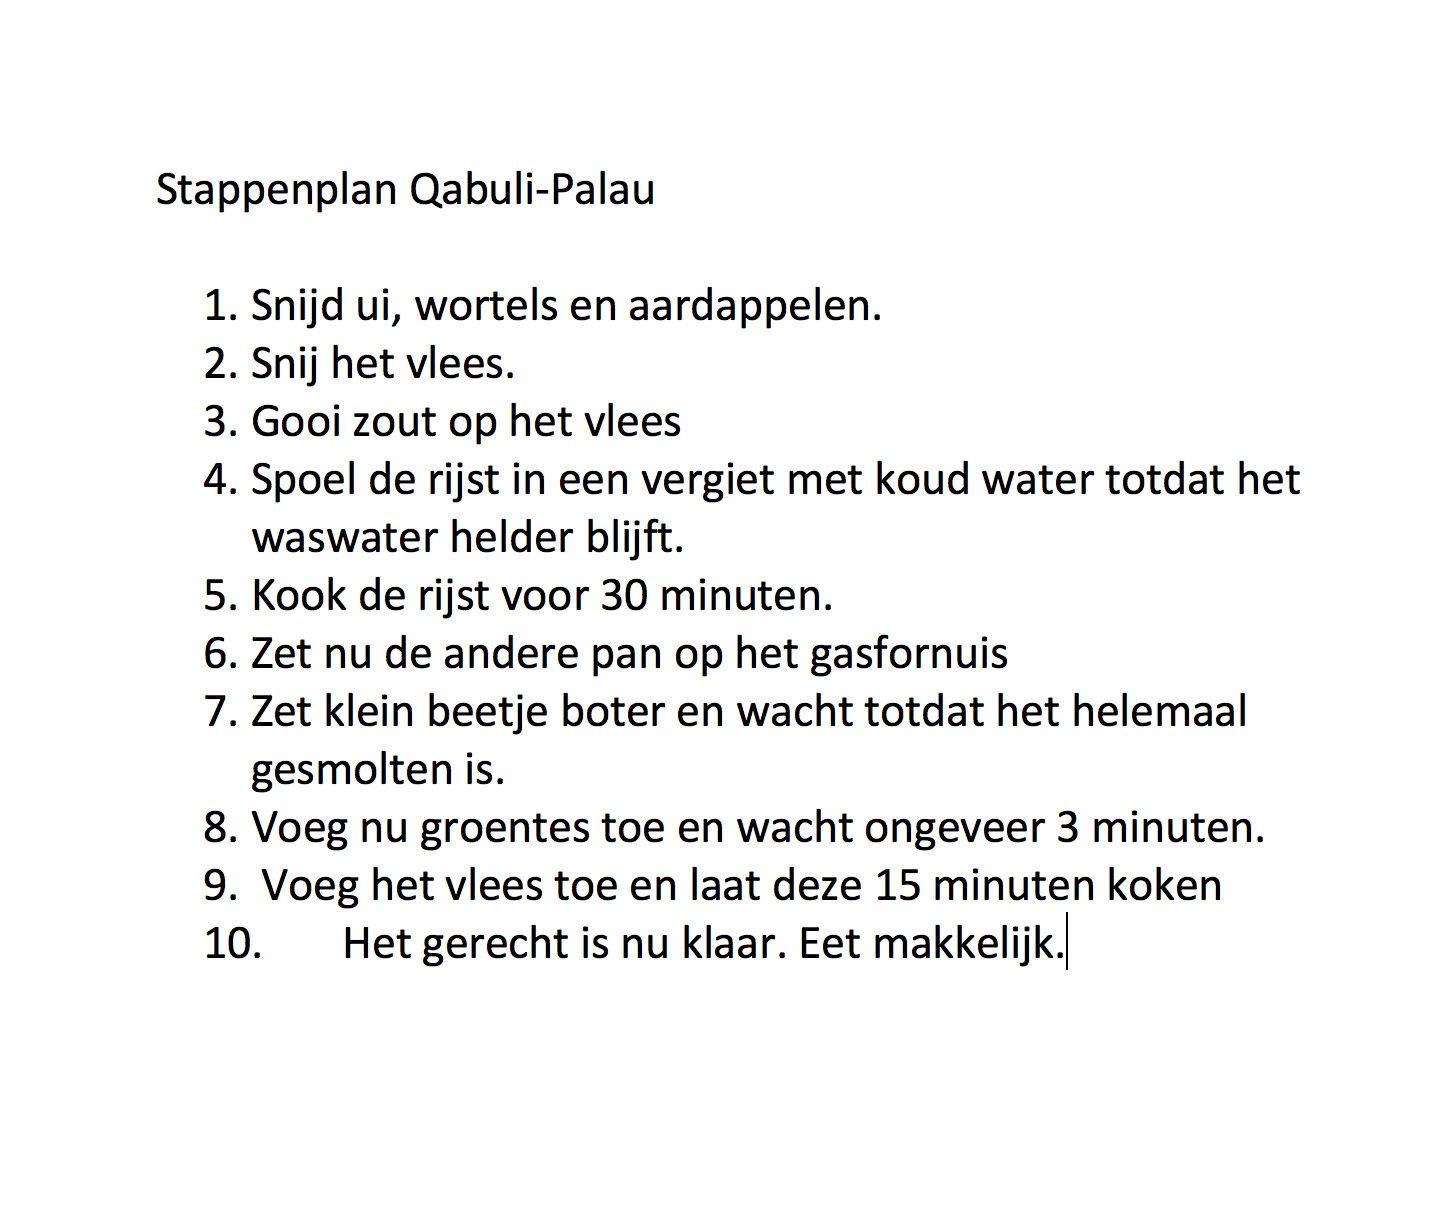 Stappenplan Qabuli-Palau
1. Snijd ui, wortels en aardappelen.
2. Snij het vlees.
3. Gooi zout op het vlees
4. Spoel de rijst in een vergiet met koud water totdat het
waswater helder blijft.
5. Kook de rijst voor 30 minuten.
6. Zet nu de andere pan op het gasfornuis
7. Zet klein beetje boter en wacht totdat het helemaal
gesmolten is.
8. Voeg nu groentes toe en wacht ongeveer 3 minuten.
9. Voeg het vlees toe en laat deze 15 minuten koken
10. Het gerecht is nu klaar. Eet makkelijk.